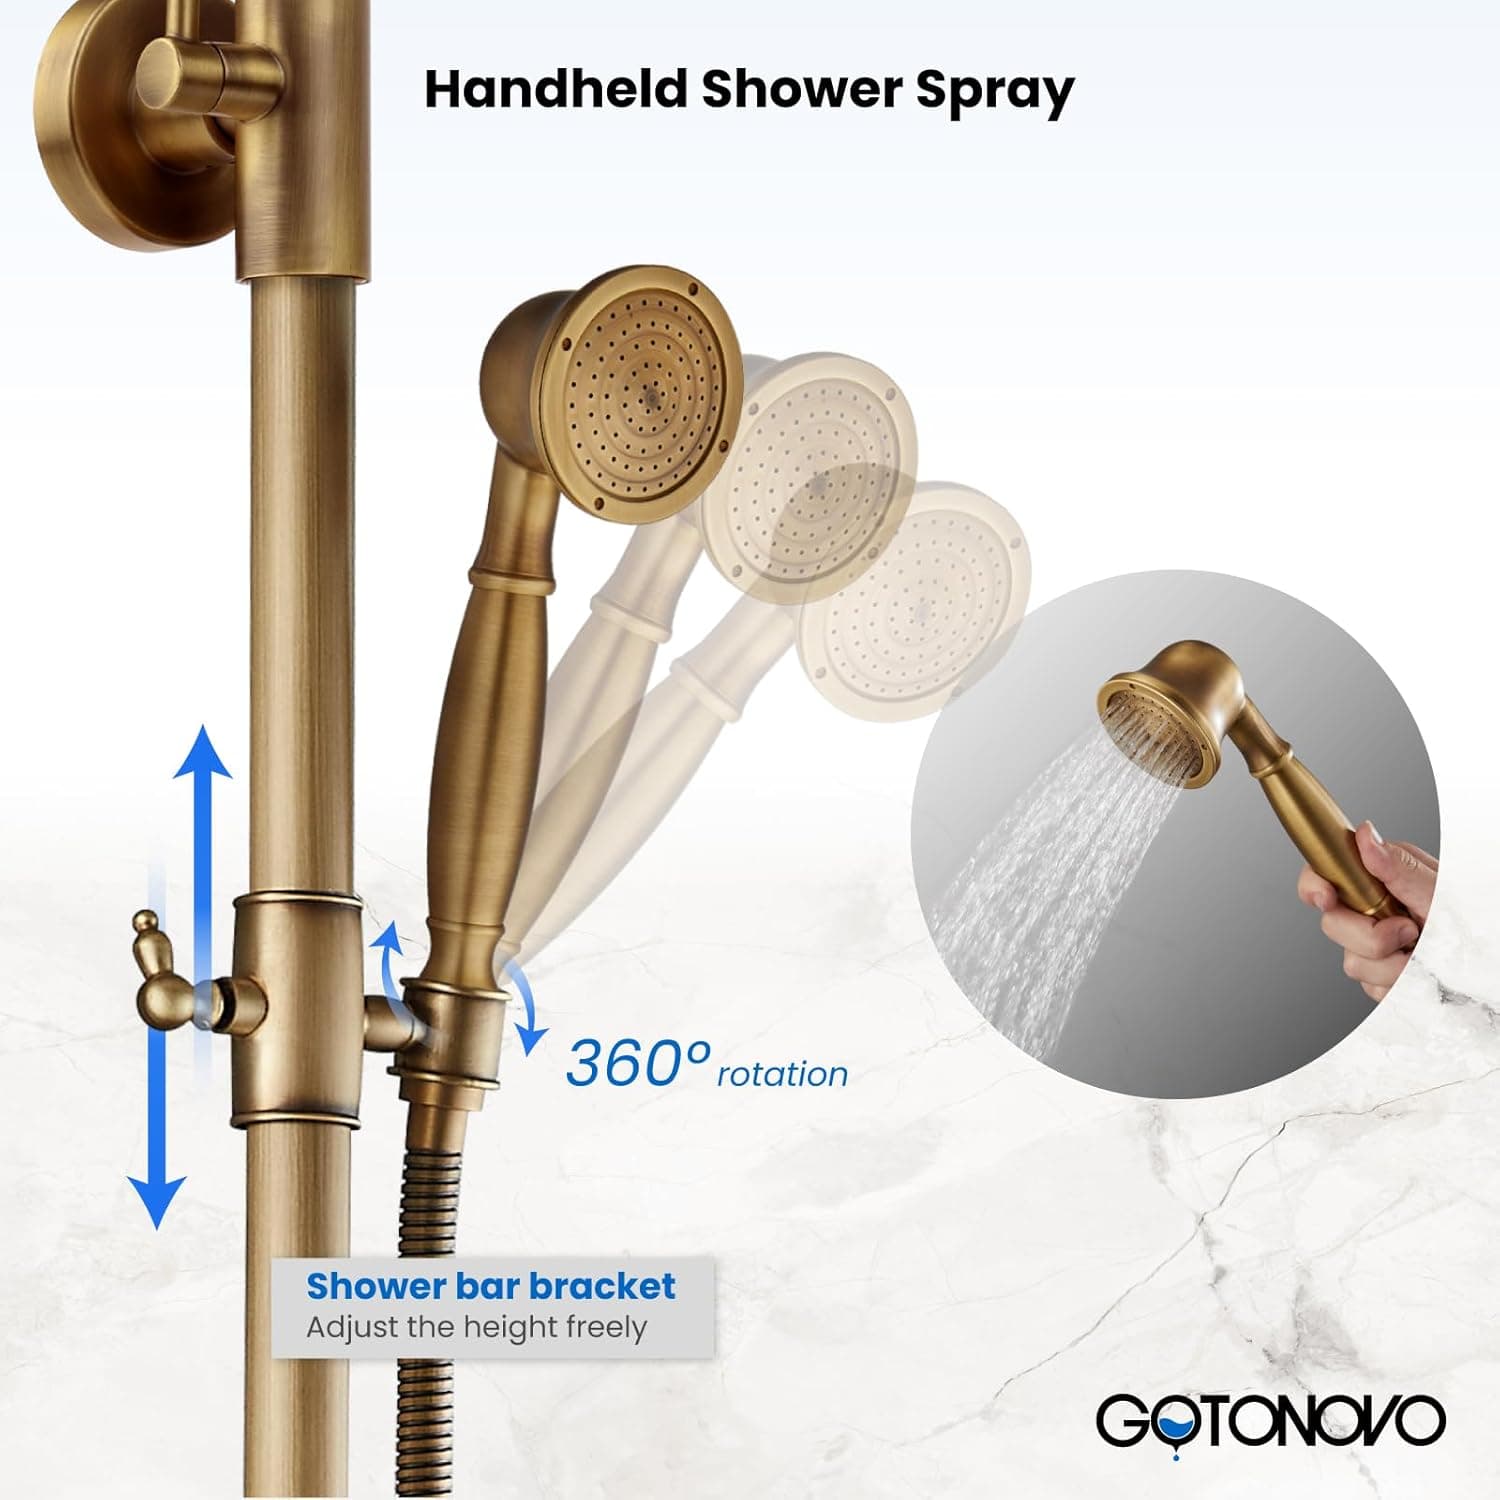 Handheld Shower Spray
360° rotation
Shower bar bracket
Adjust the height freely
GOTONOVO